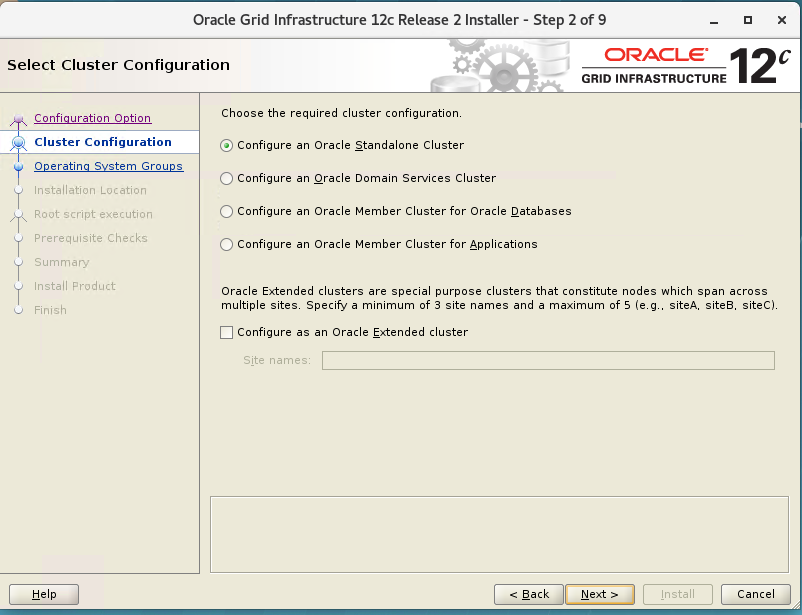 Oracle Grid Infrastructure 12c Release 2 Installer - Step 2 of 9
Select Cluster Configuration
ORACLE
GRID INFRASTRUCTURE
12c
Configuration Option
Cluster Configuration
Operating System Groups
Installation Location
Root script execution
Prerequisite Checks
Summary
Install Product
Finish
Choose the required cluster configuration.
Configure an Oracle Standalone Cluster
Configure an Oracle Domain Services Cluster
Configure an Oracle Member Cluster for Oracle Databases
Configure an Oracle Member Cluster for Applications
Oracle Extended clusters are special purpose clusters that constitute nodes which span across
multiple sites. Specify a minimum of 3 site names and a maximum of 5 (e.g., siteA, siteB, siteC).
Configure as an Oracle Extended cluster
Site names:
Help
< Back
Next >
Install
Cancel